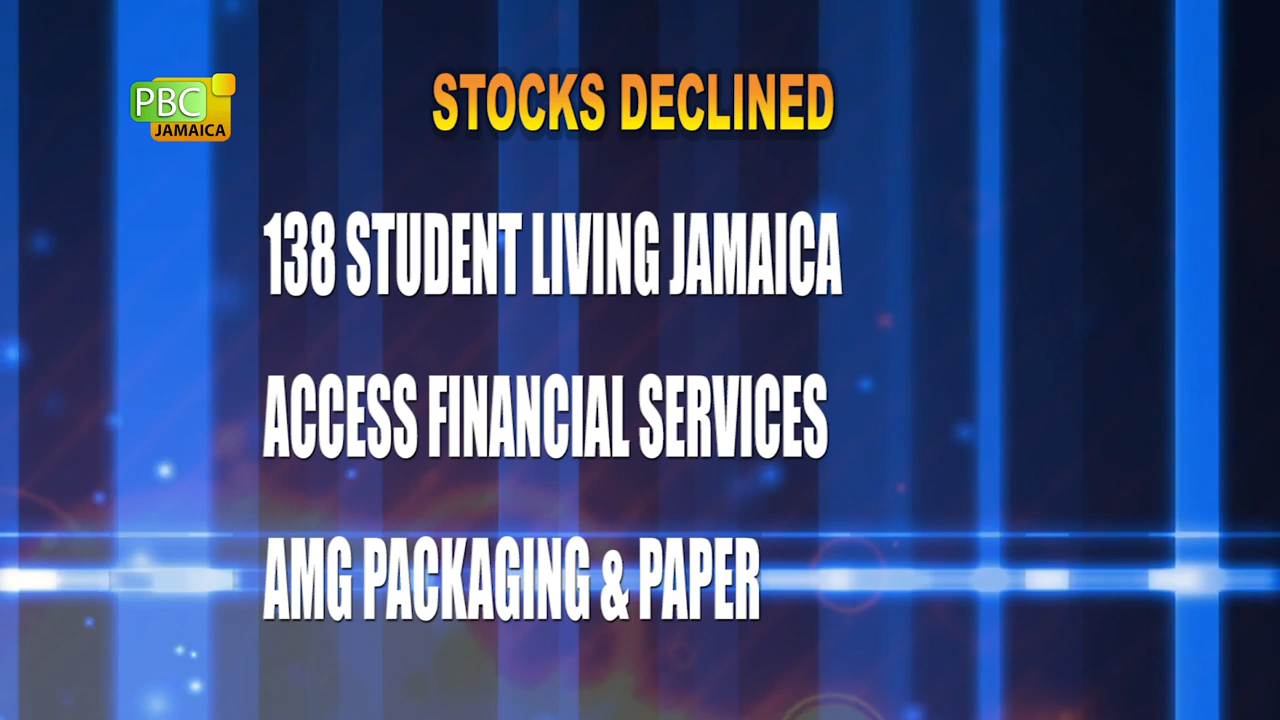 PBC
JAMAICA
STOCKS DECLINED
138 STUDENT LIVING JAMAICA
ACCESS FINANCIAL SERVICES
AMG PACKAGING & PAPER